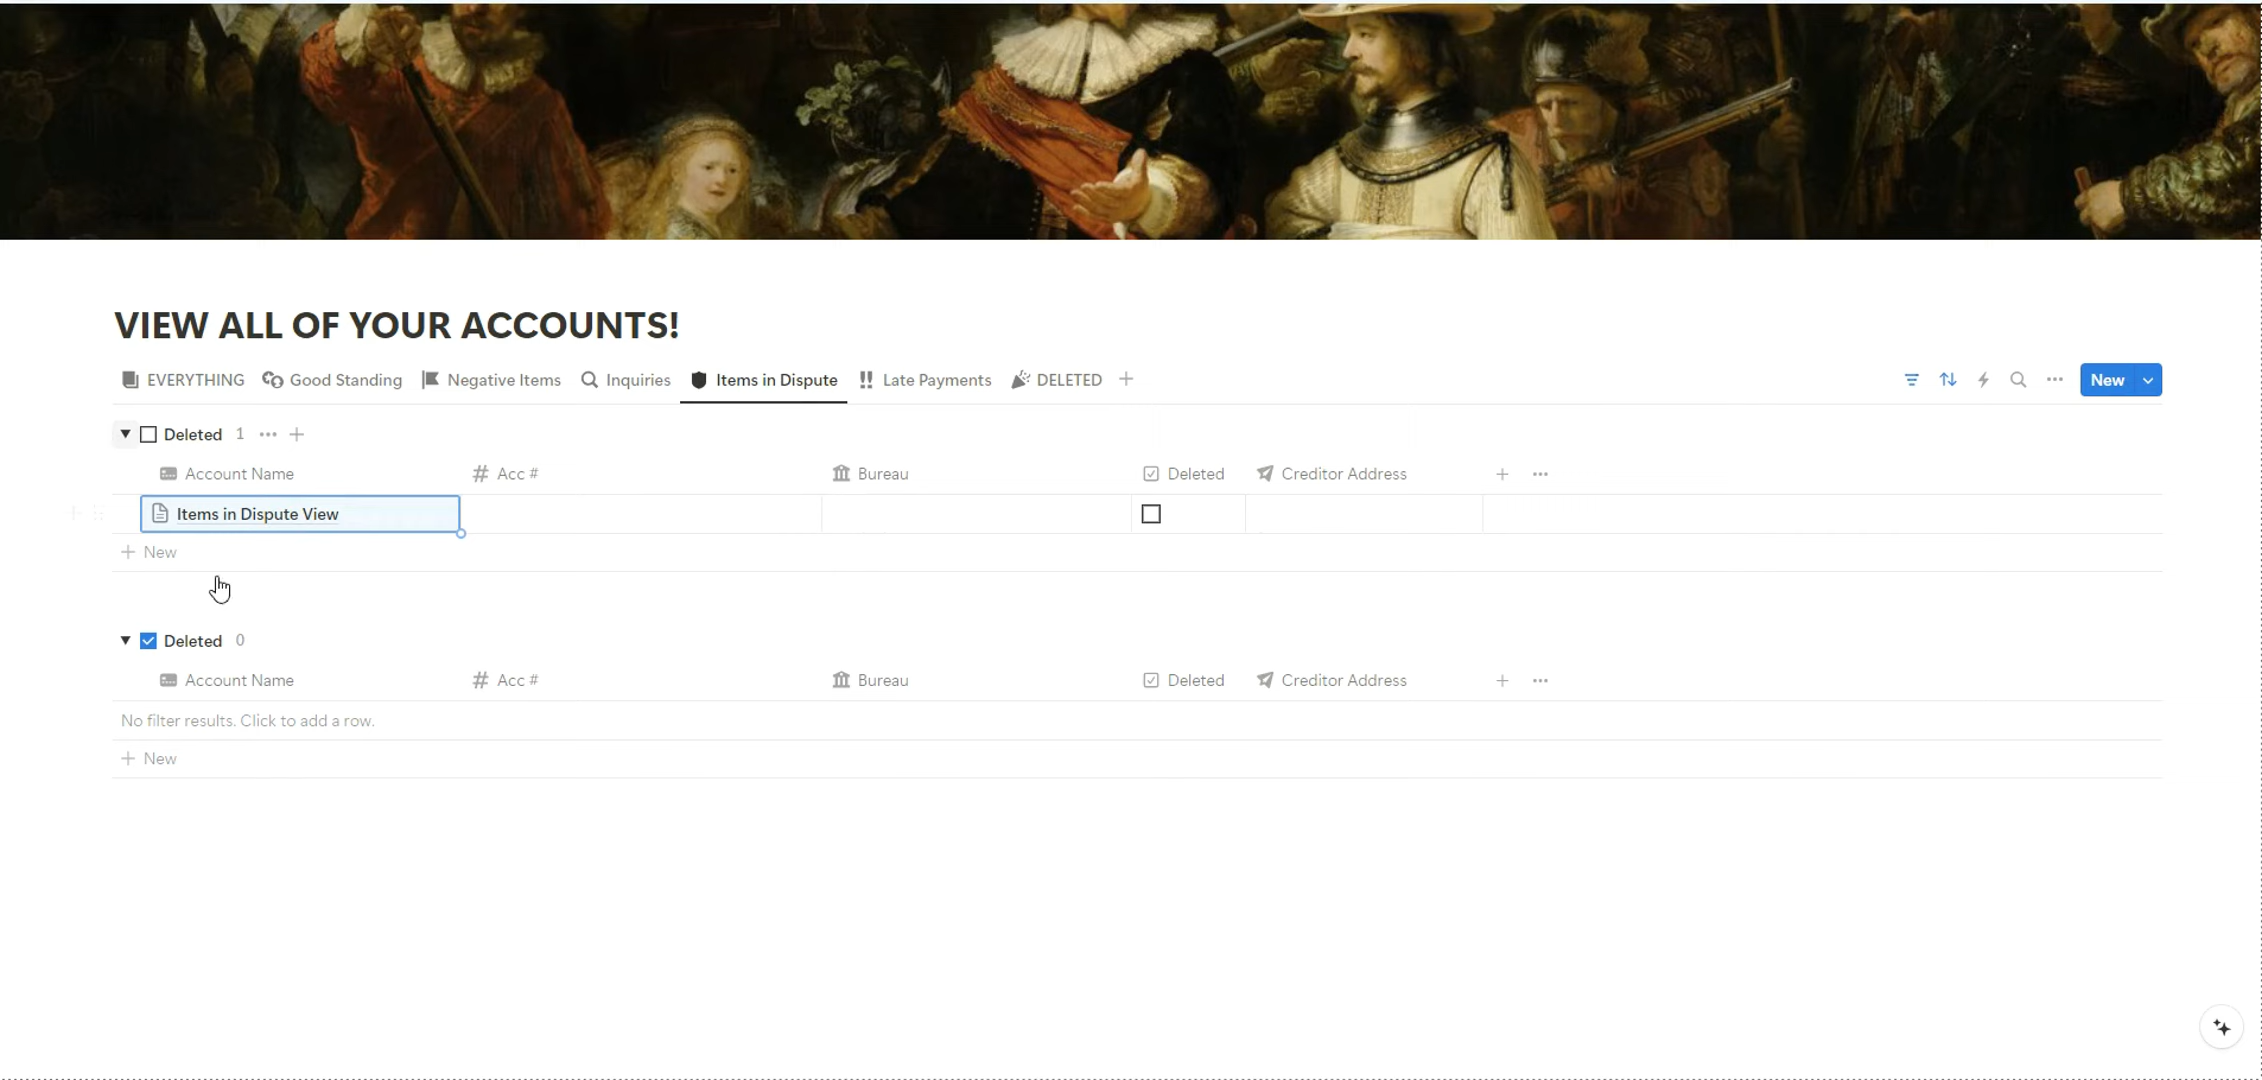 VIEW ALL OF YOUR ACCOUNTS!
EVERYTHING Good Standing Negative Items Inquiries Items in Dispute Late Payments DELETED New
Deleted 1
Account Name Acc # Bureau Deleted Creditor Address
Items in Dispute View
New
Deleted 0
Account Name Acc # Bureau Deleted Creditor Address
No filter results. Click to add a row.
New